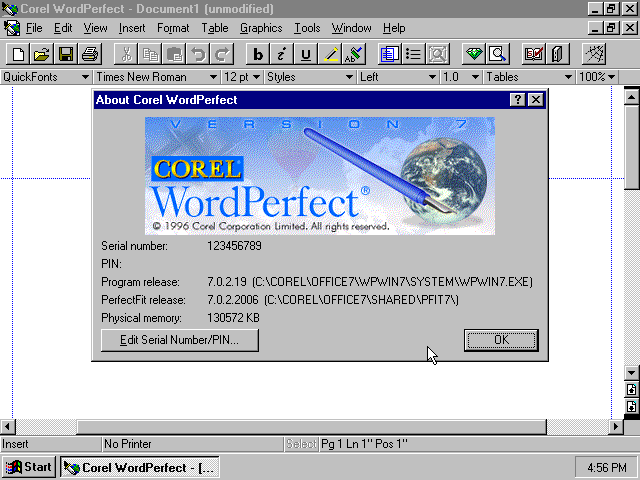 Corel WordPerfect - Document1 (unmodified)
File Edit View Insert Format Table Graphics Tools Window Help
b i U
QuickFonts Times New Roman 12 pt Styles Left 1.0 Tables 100%
About Corel WordPerfect
VERSION 7
COREL
WordPerfect®
© 1996 Corel Corporation Limited. All rights reserved.
Serial number: 123456789
PIN:
Program release: 7.0.2.19 (C:\COREL\OFFICE7\WPWIN7\SYSTEM\WPWIN7.EXE)
PerfectFit release: 7.0.2.2006 (C:\COREL\OFFICE7\SHARED\PFIT7\)
Physical memory: 130572 KB
Edit Serial Number/PIN... OK
Insert No Printer Select Pg 1 Ln 1" Pos 1"
Start Corel WordPerfect - [... 4:56 PM